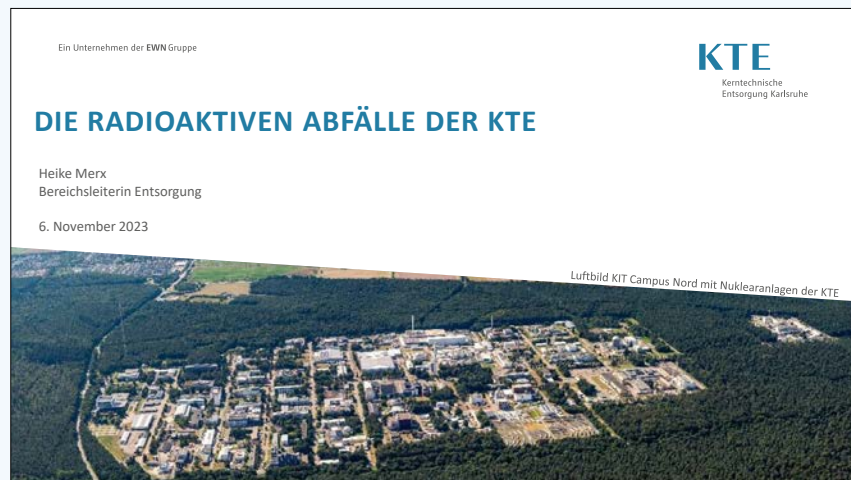 Ein Unternehmen der EWN Gruppe
KTE
Kerntechnische
Entsorgung Karlsruhe
DIE RADIOAKTIVEN ABFÄLLE DER KTE
Heike Merx
Bereichsleiterin Entsorgung
6. November 2023
Luftbild KIT Campus Nord mit Nuklearanlagen der KTE